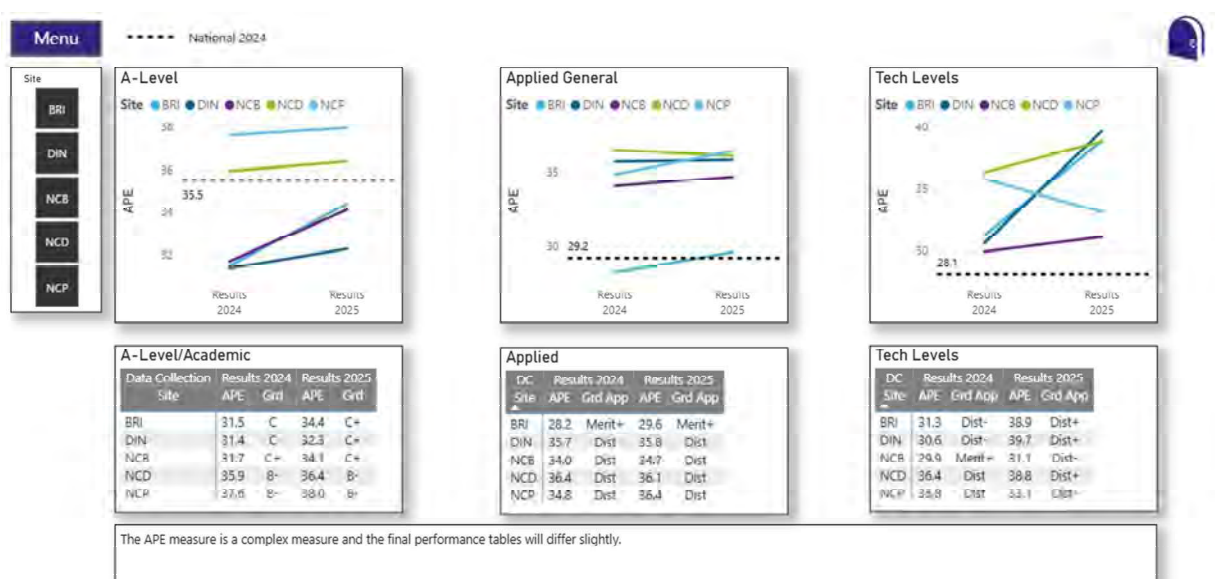 Menu
National 2024
Site
BRI
DIN
NCB
NCD
NCP
A-Level
Site BRI DIN NCB NCD NCP
APE
38
36
35.5
34
32
Results 2024
Results 2025
Applied General
Site BRI DIN NCB NCD NCP
APE
35
30
29.2
Results 2024
Results 2025
Tech Levels
Site BRI DIN NCB NCD NCP
APE
40
35
30
28.1
Results 2024
Results 2025
A-Level/Academic
Data Collection Results 2024 Results 2025
Site APE Grd APE Grd
BRI 31.5 C 34.4 C+
DIN 31.4 C 32.3 C+
NCB 31.7 C+ 34.1 C+
NCD 35.9 B- 36.4 B-
NCP 37.6 B- 38.0 B-
Applied
DC Results 2024 Results 2025
Site APE Grd App APE Grd App
BRI 28.2 Merit+ 29.6 Merit+
DIN 35.7 Dist 35.8 Dist
NCB 34.0 Dist 34.7 Dist
NCD 36.4 Dist 36.1 Dist
NCP 34.8 Dist 36.4 Dist
Tech Levels
DC Results 2024 Results 2025
Site APE Grd App APE Grd App
BRI 31.3 Dist- 38.9 Dist+
DIN 30.6 Dist- 39.7 Dist+
NCB 29.9 Merit+ 31.1 Dist-
NCD 36.4 Dist 38.8 Dist+
NCP 35.8 Dist 33.1 Dist-
The APE measure is a complex measure and the final performance tables will differ slightly.